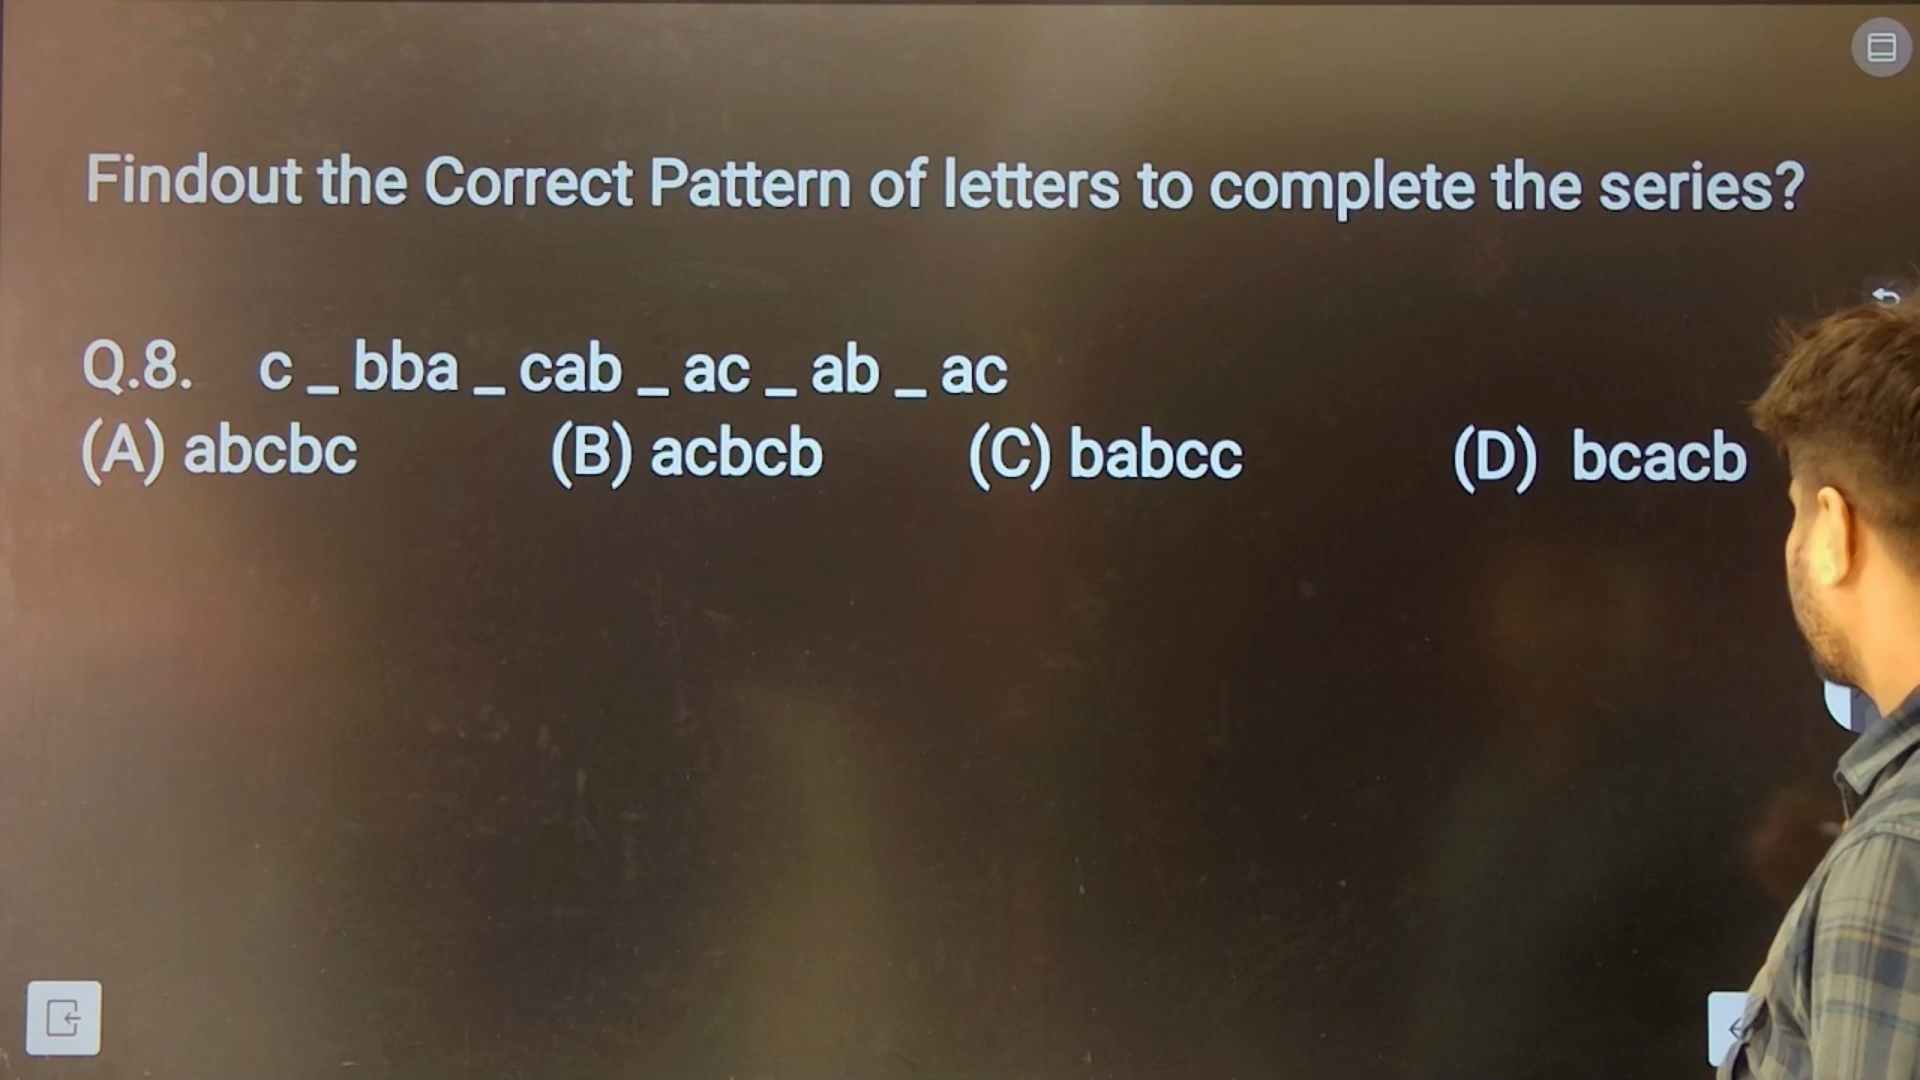 Findout the Correct Pattern of letters to complete the series?
Q.8. c _ bba _ cab _ ac _ ab _ ac
(A) abcbc (B) acbcb (C) babcc (D) bcacb